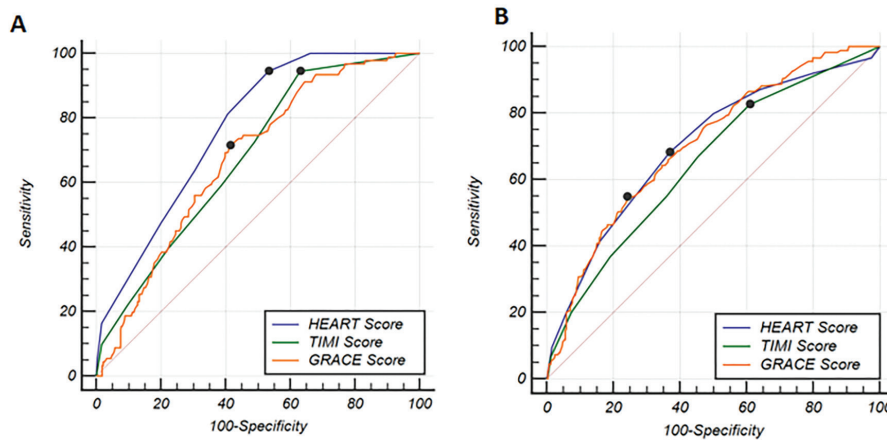 A
100
80
60
40
20
0
Sensitivity
0 20 40 60 80 100
100-Specificity
HEART Score
TIMI Score
GRACE Score
B
100
80
60
40
20
0
Sensitivity
0 20 40 60 80 100
100-Specificity
HEART Score
TIMI Score
GRACE Score